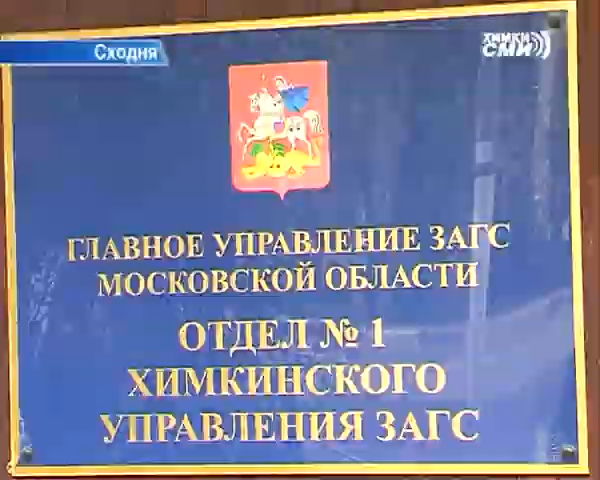 Сходня
ХИМКИ
СМИ
ГЛАВНОЕ УПРАВЛЕНИЕ ЗАГС
МОСКОВСКОЙ ОБЛАСТИ
ОТДЕЛ № 1
ХИМКИНСКОГО
УПРАВЛЕНИЯ ЗАГС